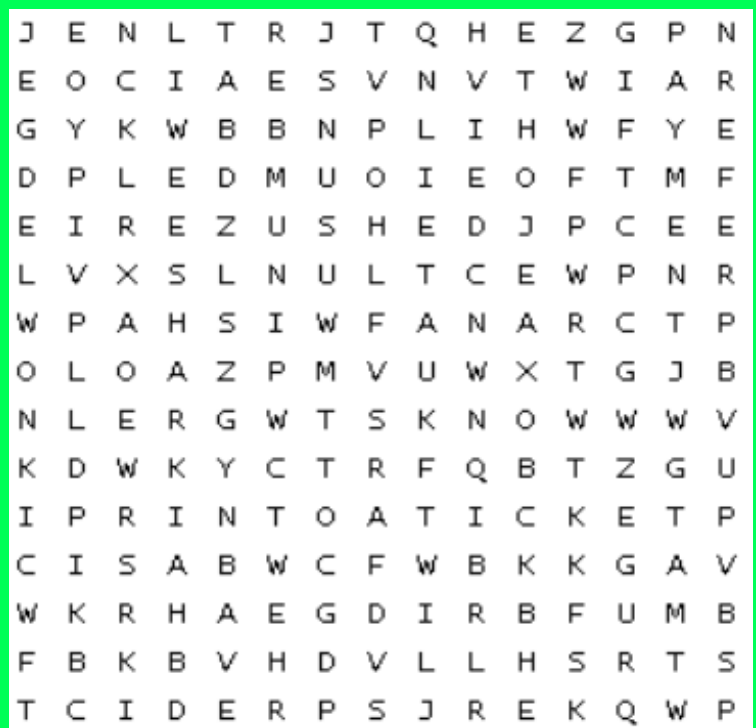 J E N L T R J T Q H E Z G P N
E O C I A E S V N V T W I A R
G Y K W B B N P L I H W F Y E
D P L E D M U O I E O F T M F
E I R E Z U S H E D J P C E E
L V X S L N U L T C E W P N R
W P A H S I W F A N A R C T P
O L O A Z P M V U W X T G J B
N L E R G W T S K N O W W W V
K D W K Y C T R F Q B T Z G U
I P R I N T O A T I C K E T P
C I S A B W C F W B K K G A V
W K R H A E G D I R B F U M B
F B K B V H D V L L H S R T S
T C I D E R P S J R E K Q W P